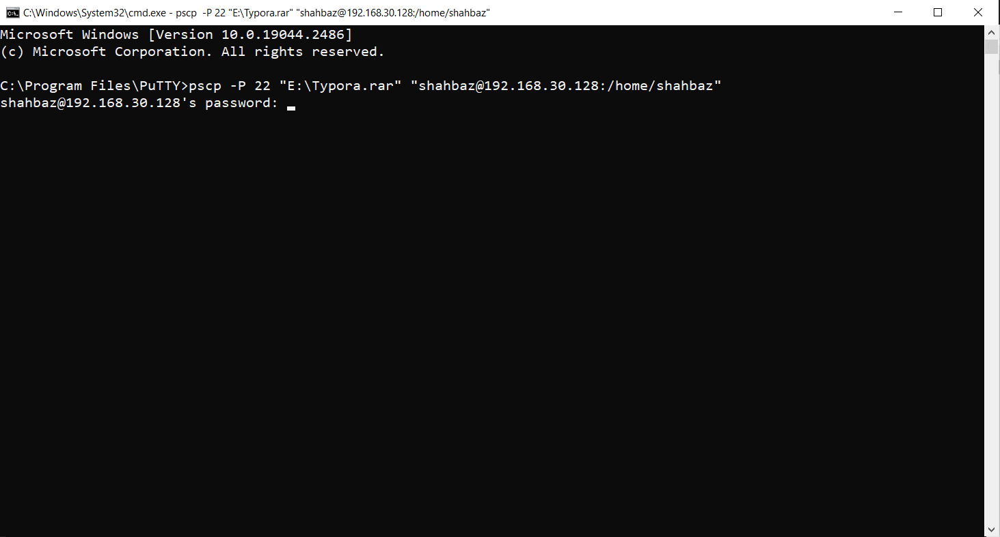 C:\Windows\System32\cmd.exe - pscp  -P 22 "E:\Typora.rar" "shahbaz@192.168.30.128:/home/shahbaz"
Microsoft Windows [Version 10.0.19044.2486]
(c) Microsoft Corporation. All rights reserved.
C:\Program Files\PuTTY>pscp -P 22 "E:\Typora.rar" "shahbaz@192.168.30.128:/home/shahbaz"
shahbaz@192.168.30.128's password: